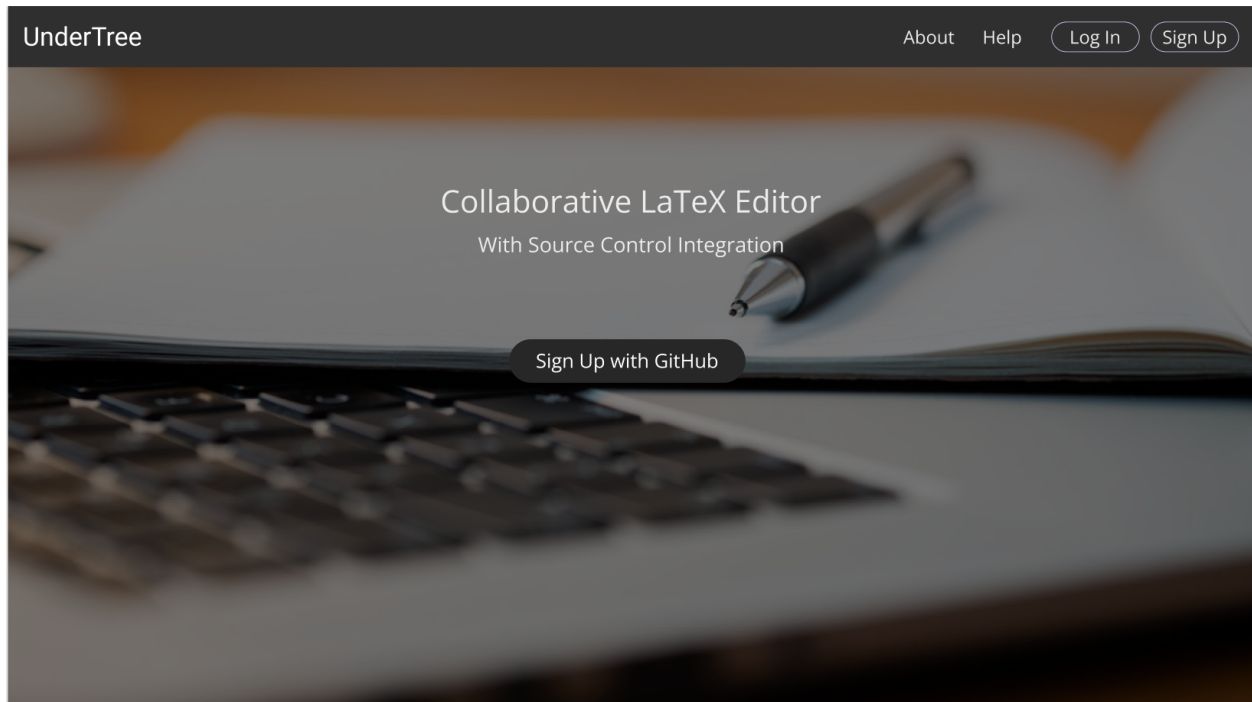 UnderTree
About Help Log In Sign Up
Collaborative LaTeX Editor
With Source Control Integration
Sign Up with GitHub